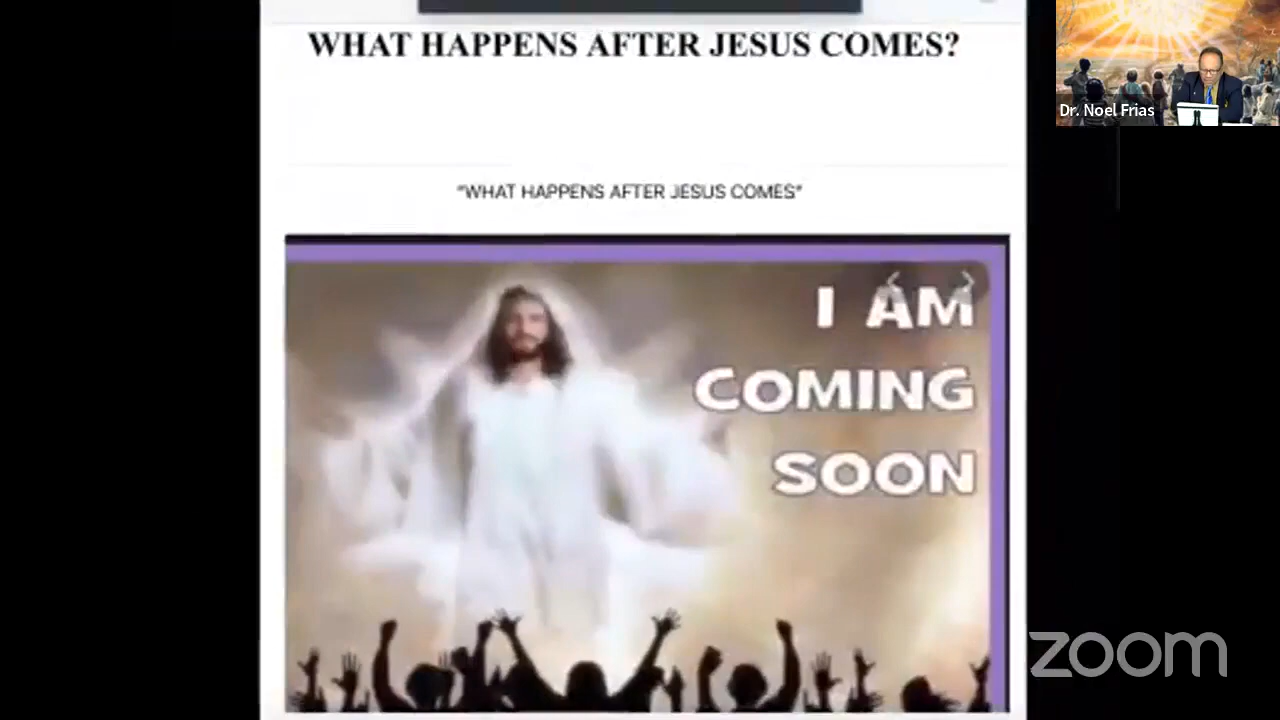 WHAT HAPPENS AFTER JESUS COMES?
Dr. Noel Frias
"WHAT HAPPENS AFTER JESUS COMES"
I AM
COMING
SOON
zoom